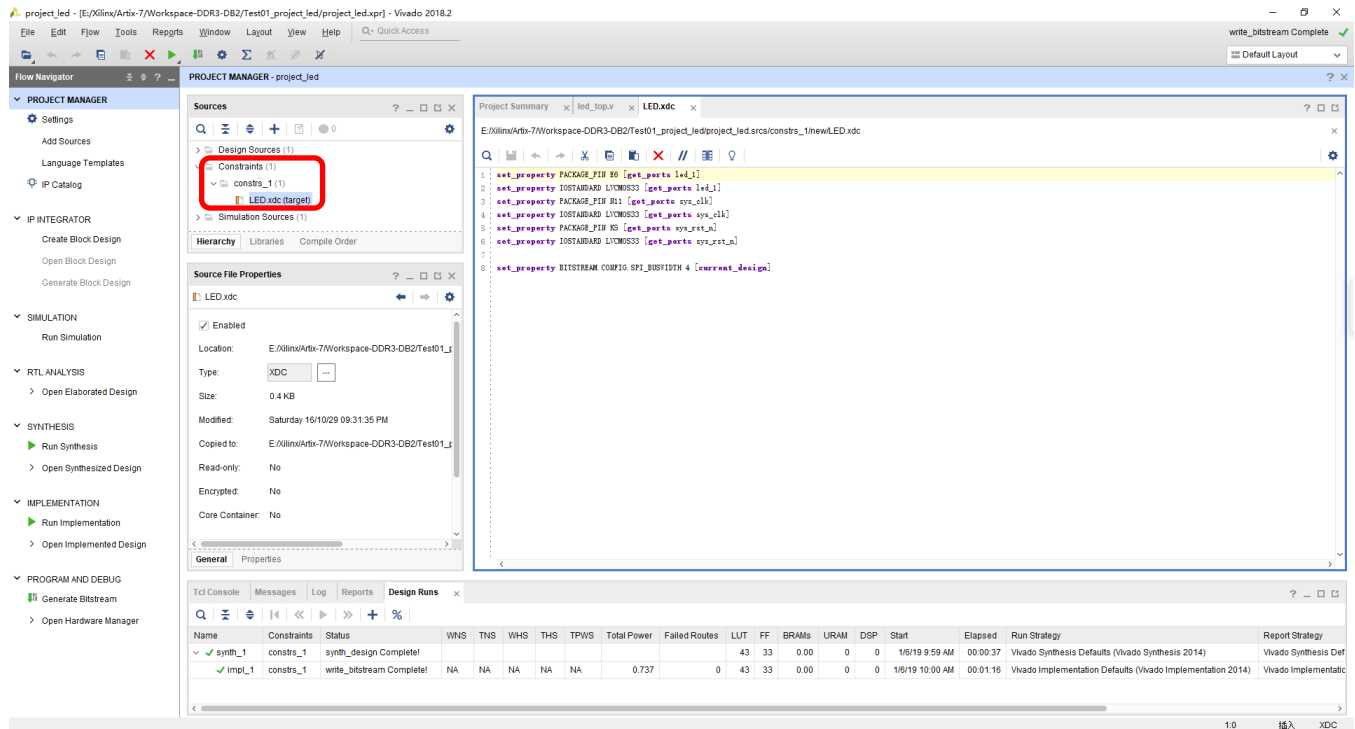 project_led - [E:/Xilinx/Artix-7/Workspace-DDR3-DB2/Test01_project_led/project_led.xpr] - Vivado 2018.2
File Edit Flow Tools Reports Window Layout View Help Quick Access
write_bitstream Complete
Default Layout
Flow Navigator
PROJECT MANAGER
Settings
Add Sources
Language Templates
IP Catalog
IP INTEGRATOR
Create Block Design
Open Block Design
Generate Block Design
SIMULATION
Run Simulation
RTL ANALYSIS
Open Elaborated Design
SYNTHESIS
Run Synthesis
Open Synthesized Design
IMPLEMENTATION
Run Implementation
Open Implemented Design
PROGRAM AND DEBUG
Generate Bitstream
Open Hardware Manager
PROJECT MANAGER - project_led
Sources
0
Design Sources (1)
Constraints (1)
constrs_1 (1)
LED.xdc (target)
Simulation Sources (1)
Hierarchy Libraries Compile Order
Source File Properties
LED.xdc
Enabled
Location: E:/Xilinx/Artix-7/Workspace-DDR3-DB2/Test01_p
Type: XDC
Size: 0.4 KB
Modified: Saturday 16/10/29 09:31:35 PM
Copied to: E:/Xilinx/Artix-7/Workspace-DDR3-DB2/Test01_p
Read-only: No
Encrypted: No
Core Container: No
General Properties
Project Summary led_top.v LED.xdc
E:/Xilinx/Artix-7/Workspace-DDR3-DB2/Test01_project_led/project_led.srcs/constrs_1/new/LED.xdc
1 set_property PACKAGE_PIN E6 [get_ports led_1]
2 set_property IOSTANDARD LVCMOS33 [get_ports led_1]
3 set_property PACKAGE_PIN N11 [get_ports sys_clk]
4 set_property IOSTANDARD LVCMOS33 [get_ports sys_clk]
5 set_property PACKAGE_PIN K5 [get_ports sys_rst_n]
6 set_property IOSTANDARD LVCMOS33 [get_ports sys_rst_n]
7
8 set_property BITSTREAM.CONFIG.SPI_BUSWIDTH 4 [current_design]
Tcl Console Messages Log Reports Design Runs
Name Constraints Status WNS TNS WHS THS TPWS Total Power Failed Routes LUT FF BRAMs URAM DSP Start Elapsed Run Strategy Report Strategy
synth_1 constrs_1 synth_design Complete! 43 33 0.00 0 0 1/6/19 9:59 AM 00:00:37 Vivado Synthesis Defaults (Vivado Synthesis 2014) Vivado Synthesis Def
impl_1 constrs_1 write_bitstream Complete! NA NA NA NA NA 0.737 0 43 33 0.00 0 0 1/6/19 10:00 AM 00:01:16 Vivado Implementation Defaults (Vivado Implementation 2014) Vivado Implementatic
1:0 插入 XDC